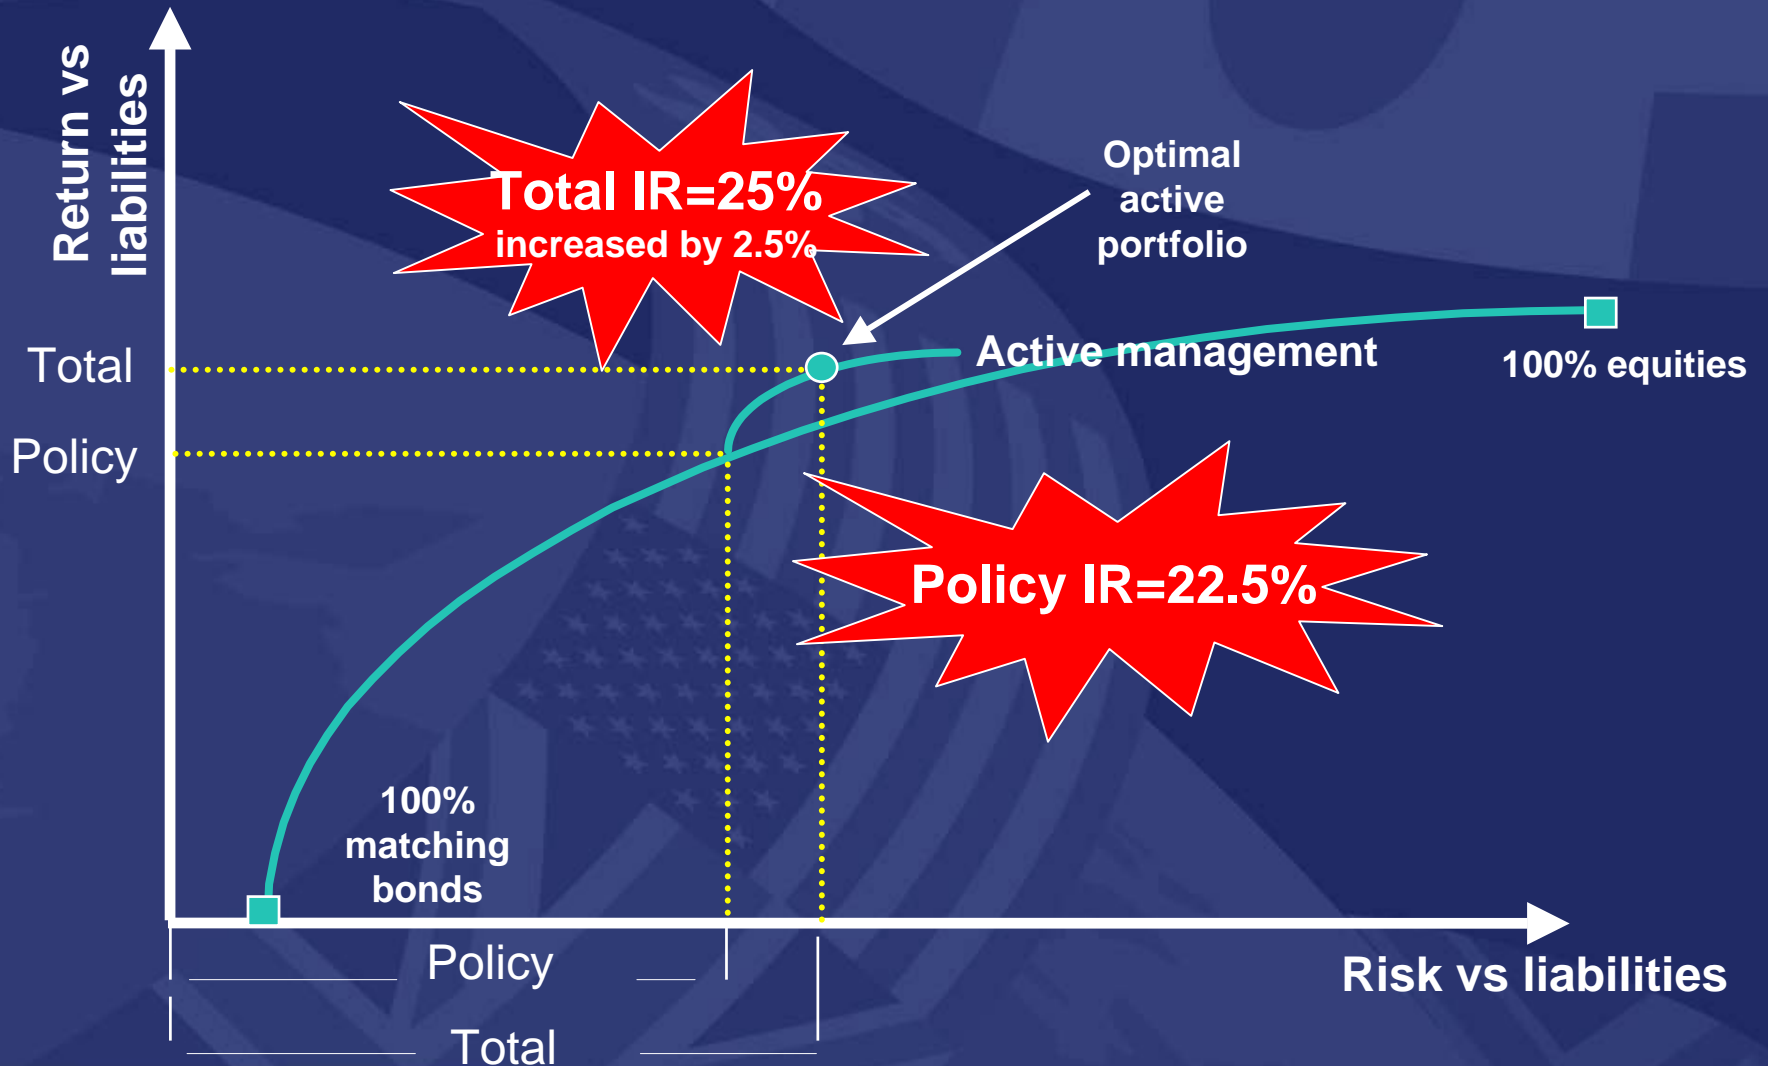 Return vs
liabilities
Total IR=25%
increased by 2.5%
Optimal
active
portfolio
Active management
100% equities
Total
Policy
Policy IR=22.5%
100%
matching
bonds
Policy
Risk vs liabilities
Total